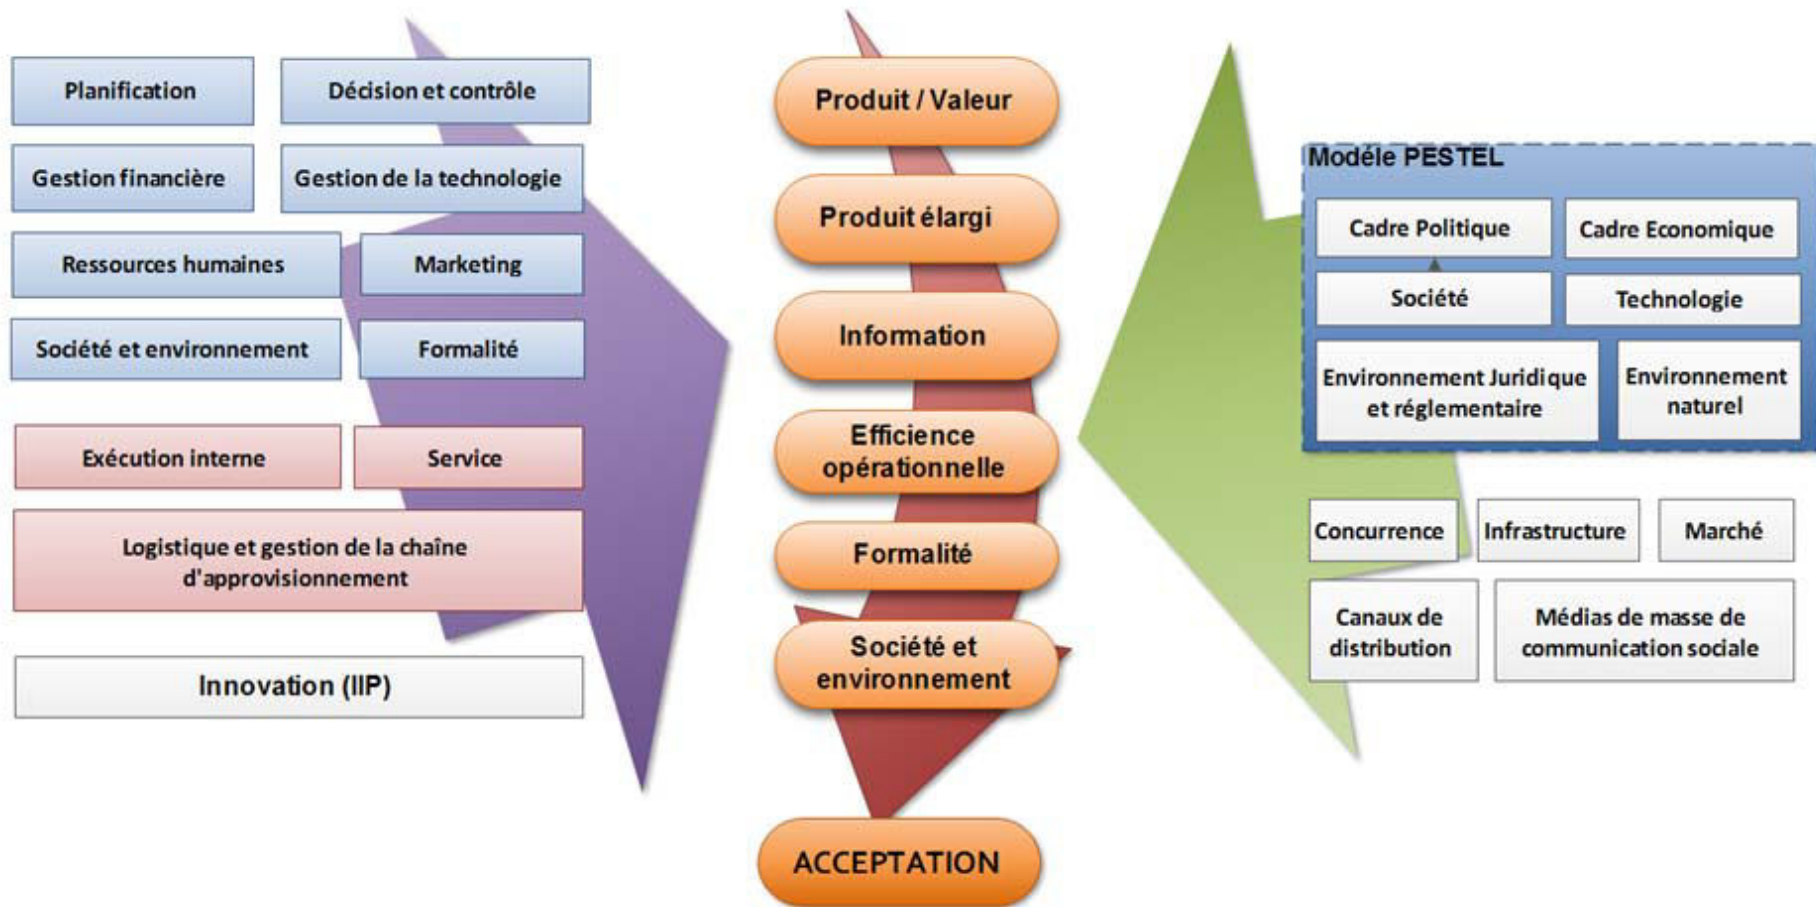 Planification
Décision et contrôle
Gestion financière
Gestion de la technologie
Ressources humaines
Marketing
Société et environnement
Formalité
Exécution interne
Service
Logistique et gestion de la chaîne
d'approvisionnement
Innovation (IIP)
Produit / Valeur
Produit élargi
Information
Efficience
opérationnelle
Formalité
Société et
environnement
ACCEPTATION
Modéle PESTEL
Cadre Politique
Cadre Economique
Société
Technologie
Environnement Juridique
et réglementaire
Environnement
naturel
Concurrence
Infrastructure
Marché
Canaux de
distribution
Médias de masse de
communication sociale